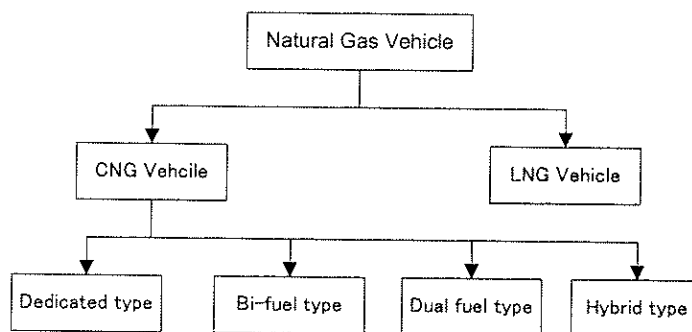 Natural Gas Vehicle
CNG Vehcile
LNG Vehicle
Dedicated type
Bi-fuel type
Dual fuel type
Hybrid type